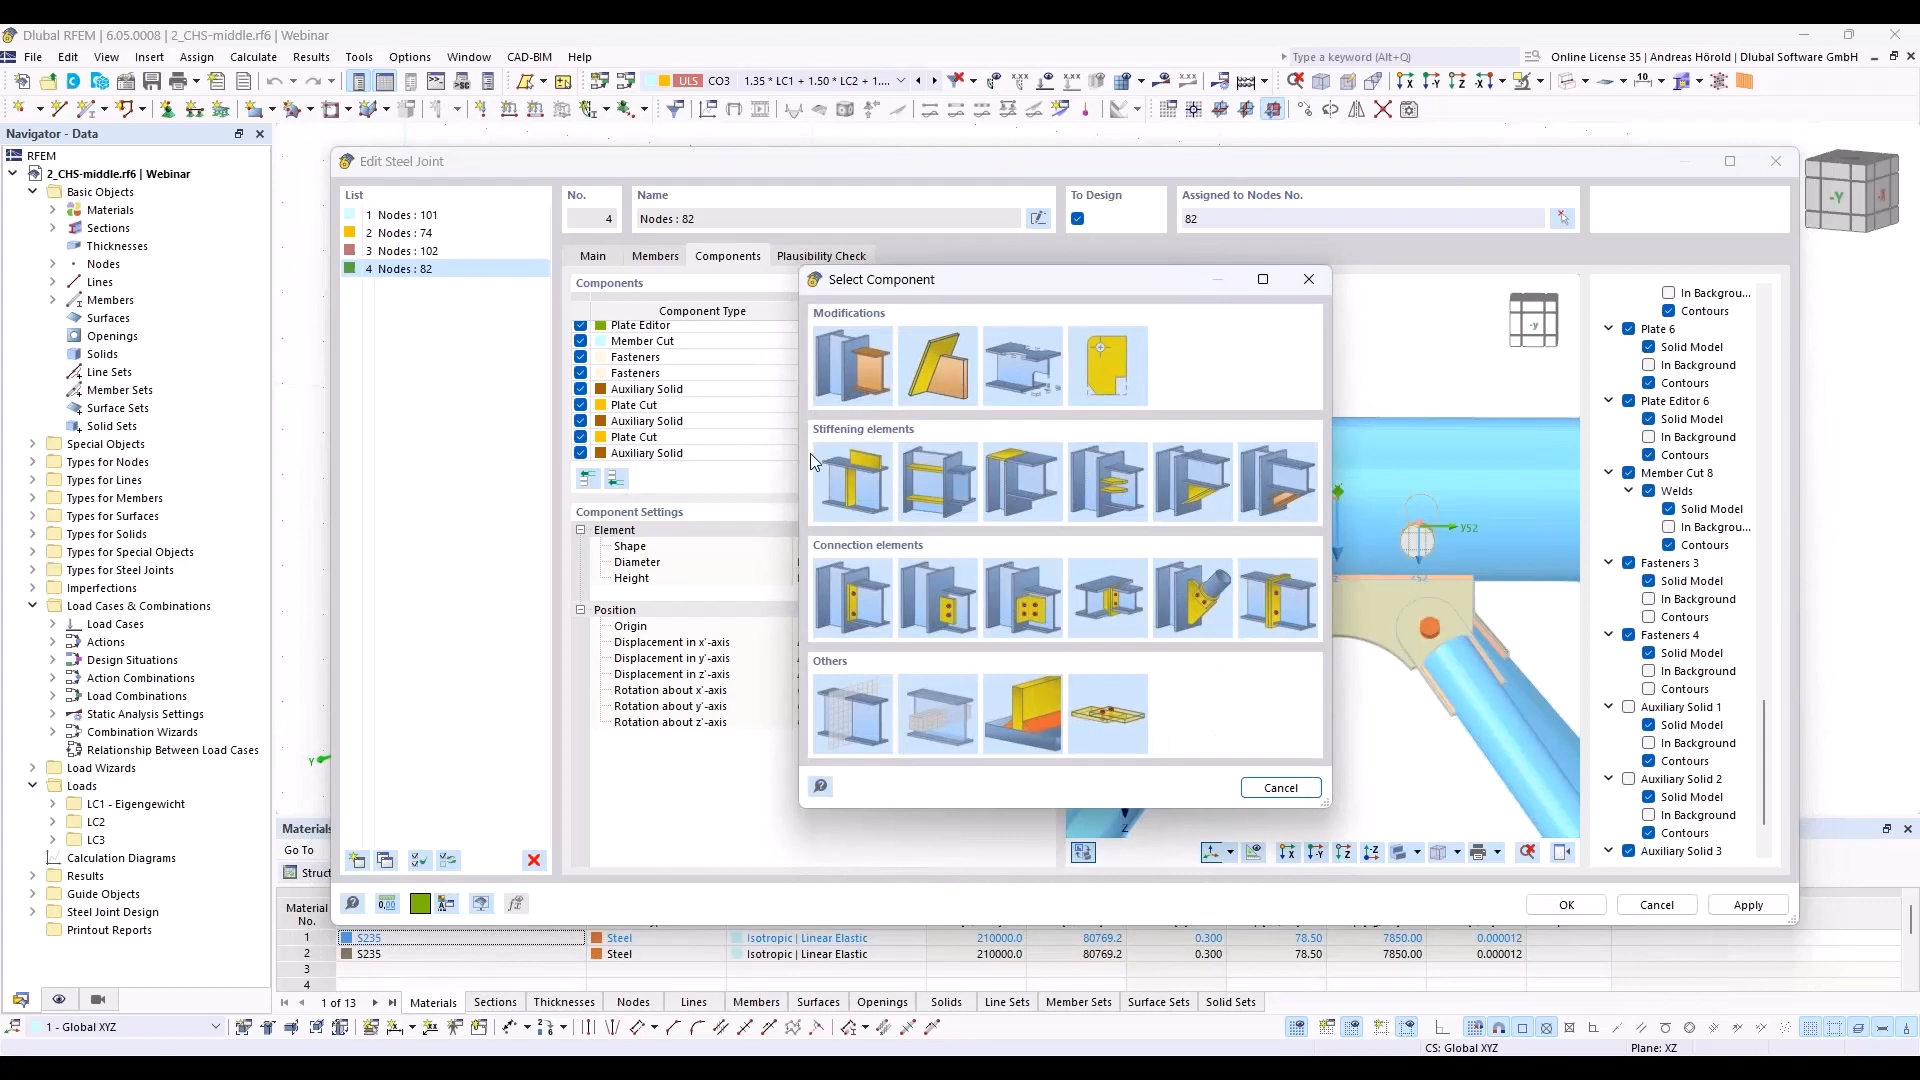 Dlubal RFEM | 6.05.0008 | 2_CHS-middle.rf6 | Webinar
File Edit View Insert Assign Calculate Results Tools Options Window CAD-BIM Help
Type a keyword (Alt+Q)
Online License 35 | Andreas Hörold | Dlubal Software GmbH
ULS CO3 1.35 * LC1 + 1.50 * LC2 + 1....
Navigator - Data
RFEM
2_CHS-middle.rf6 | Webinar
Basic Objects
Materials
Sections
Thicknesses
Nodes
Lines
Members
Surfaces
Openings
Solids
Line Sets
Member Sets
Surface Sets
Solid Sets
Special Objects
Types for Nodes
Types for Lines
Types for Members
Types for Surfaces
Types for Solids
Types for Special Objects
Types for Steel Joints
Imperfections
Load Cases & Combinations
Load Cases
Actions
Design Situations
Action Combinations
Load Combinations
Static Analysis Settings
Combination Wizards
Relationship Between Load Cases
Load Wizards
Loads
LC1 - Eigengewicht
LC2
LC3
Calculation Diagrams
Results
Guide Objects
Steel Joint Design
Printout Reports
Edit Steel Joint
List
1 Nodes : 101
2 Nodes : 74
3 Nodes : 102
4 Nodes : 82
No.
4
Name
Nodes : 82
To Design
Assigned to Nodes No.
82
Main Members Components Plausibility Check
Components
Component Type
Plate Editor
Member Cut
Fasteners
Fasteners
Auxiliary Solid
Plate Cut
Auxiliary Solid
Plate Cut
Auxiliary Solid
Component Settings
Element
Shape
Diameter
Height
Position
Origin
Displacement in x'-axis
Displacement in y'-axis
Displacement in z'-axis
Rotation about x'-axis
Rotation about y'-axis
Rotation about z'-axis
Select Component
Modifications
Stiffening elements
Connection elements
Others
Cancel
-Y
-Y
Y
Z
In Backgrou...
Contours
Plate 6
Solid Model
In Background
Contours
Plate Editor 6
Solid Model
In Background
Contours
Member Cut 8
Welds
Solid Model
In Backgrou...
Contours
Fasteners 3
Solid Model
In Background
Contours
Fasteners 4
Solid Model
In Background
Contours
Auxiliary Solid 1
Solid Model
In Background
Contours
Auxiliary Solid 2
Solid Model
In Background
Contours
Auxiliary Solid 3
OK Cancel Apply
Materials
Go To
Struct
Material
No.
1 S235 Steel Isotropic | Linear Elastic 210000.0 80769.2 0.300 78.50 7850.00 0.000012
2 S235 Steel Isotropic | Linear Elastic 210000.0 80769.2 0.300 78.50 7850.00 0.000012
3
4
1 of 13 Materials Sections Thicknesses Nodes Lines Members Surfaces Openings Solids Line Sets Member Sets Surface Sets Solid Sets
1 - Global XYZ
CS: Global XYZ
Plane: XZ